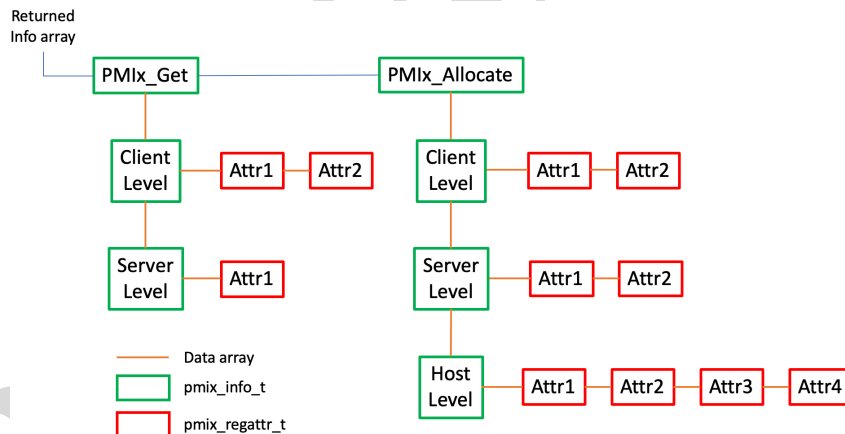 Returned
Info array
PMIx_Get
PMIx_Allocate
Client
Level
Attr1
Attr2
Client
Level
Attr1
Attr2
Server
Level
Attr1
Server
Level
Attr1
Attr2
Data array
pmix_info_t
pmix_regattr_t
Host
Level
Attr1
Attr2
Attr3
Attr4